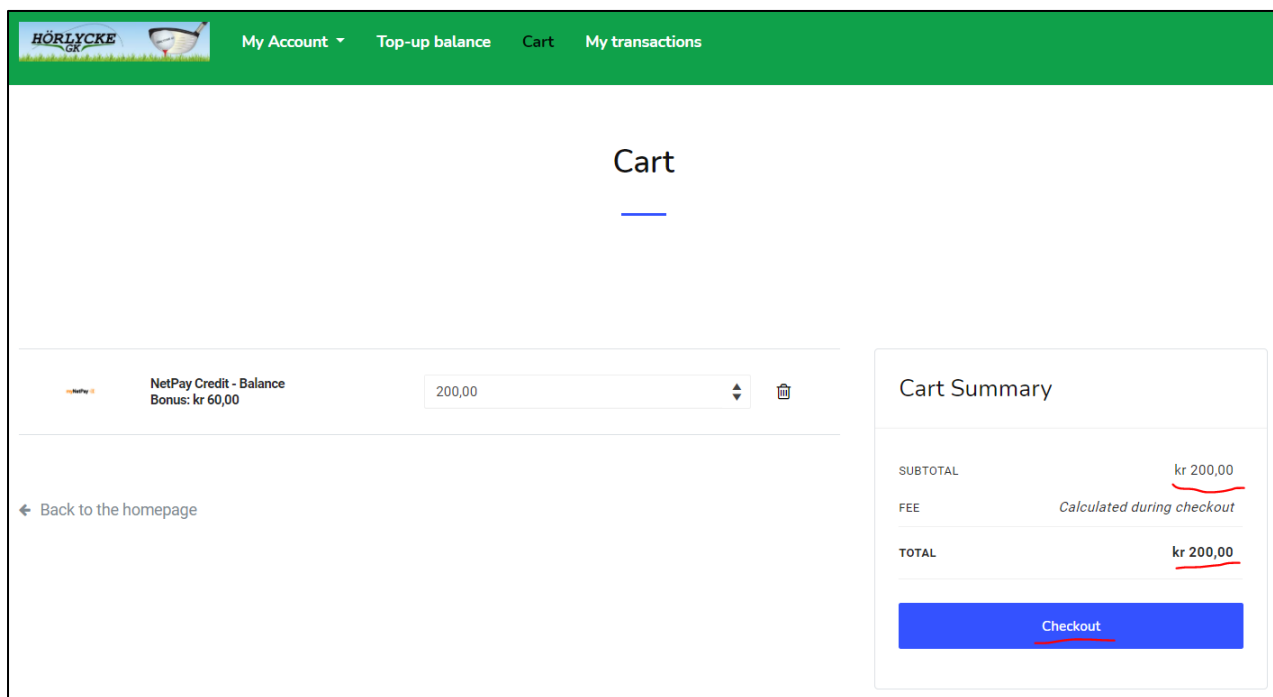 HÖRLYCKE
GK
My Account
Top-up balance
Cart
My transactions
Cart
myNetPay
NetPay Credit - Balance
Bonus: kr 60,00
200,00
Back to the homepage
Cart Summary
SUBTOTAL
kr 200,00
FEE
Calculated during checkout
TOTAL
kr 200,00
Checkout